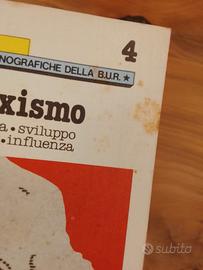 NOGRAFICHE DELLA B.U.R. ★
4
xismo
a • sviluppo
• influenza
subito